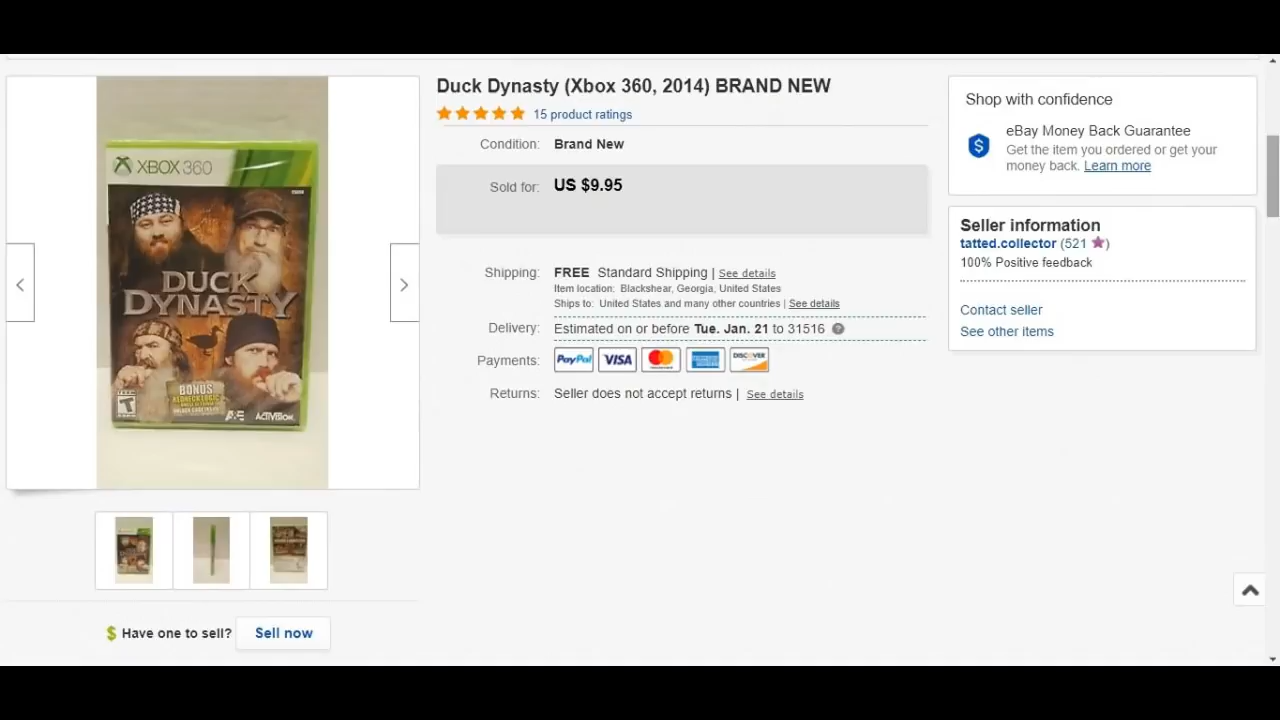 Duck Dynasty (Xbox 360, 2014) BRAND NEW
15 product ratings
Condition: Brand New
Sold for: US $9.95
Shipping: FREE Standard Shipping | See details
Item location: Blackshear, Georgia, United States
Ships to: United States and many other countries | See details
Delivery: Estimated on or before Tue. Jan. 21 to 31516 ?
Payments: PayPal VISA DISCOVER
Returns: Seller does not accept returns | See details
Shop with confidence
eBay Money Back Guarantee
Get the item you ordered or get your
money back. Learn more
Seller information
tatted.collector (521)
100% Positive feedback
Contact seller
See other items
XBOX 360
DUCK
DYNASTY
BONUS
A&E ACTIVISION
T
$ Have one to sell? Sell now